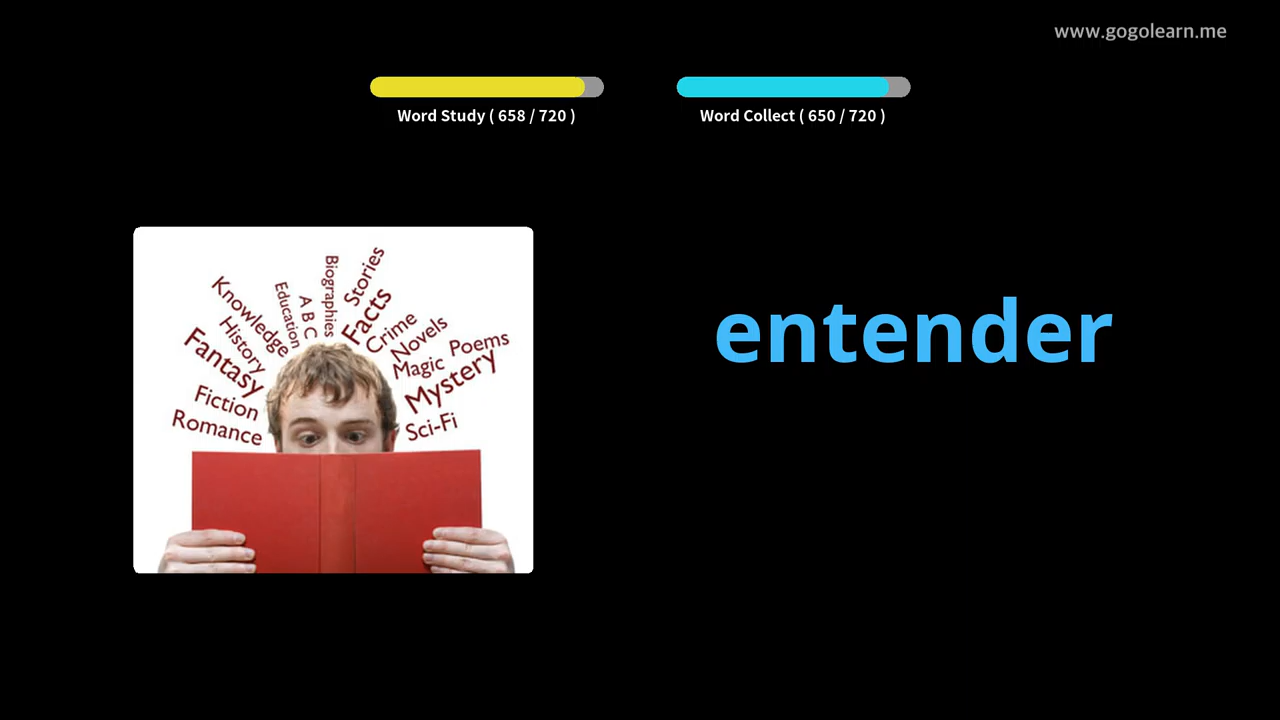 www.gogolearn.me
Word Study ( 658 / 720 )
Word Collect ( 650 / 720 )
entender
Biographies
Stories
Knowledge
Education
A B C
Facts
Crime
Novels
History
Fantasy
Magic
Poems
Mystery
Fiction
Romance
Sci-Fi